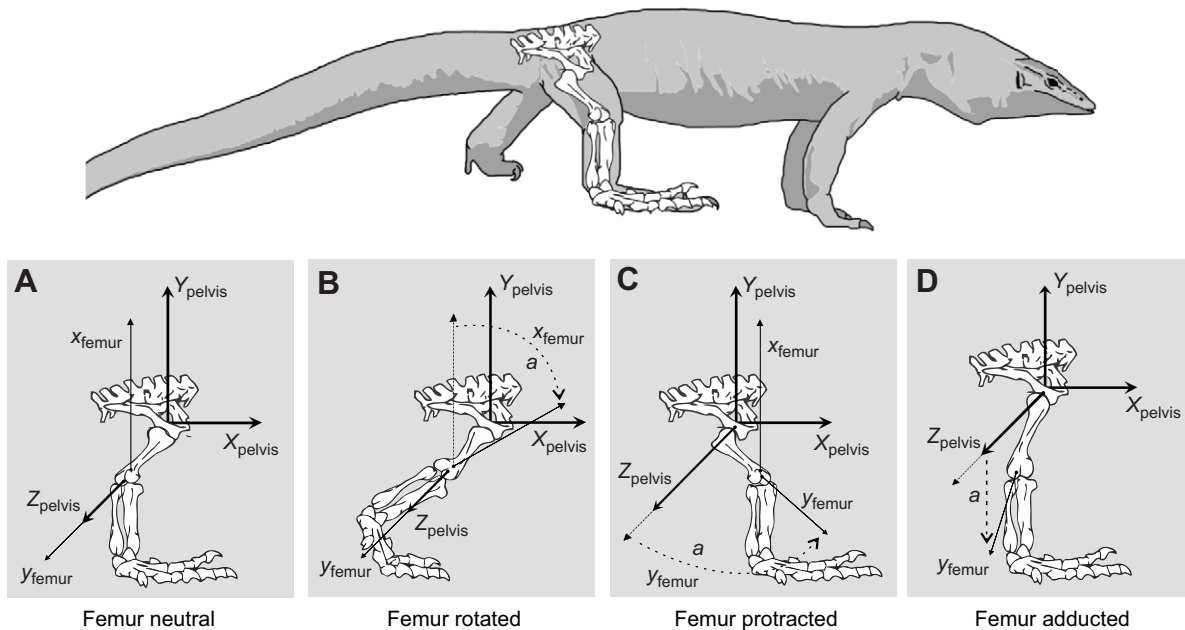 A
Y pelvis
x femur
X pelvis
Z pelvis
y femur
Femur neutral
B
Y pelvis
x femur
a
X pelvis
Z pelvis
y femur
Femur rotated
C
Y pelvis
x femur
X pelvis
Z pelvis
y femur
a
y femur
Femur protracted
D
Y pelvis
X pelvis
Z pelvis
a
y femur
Femur adducted